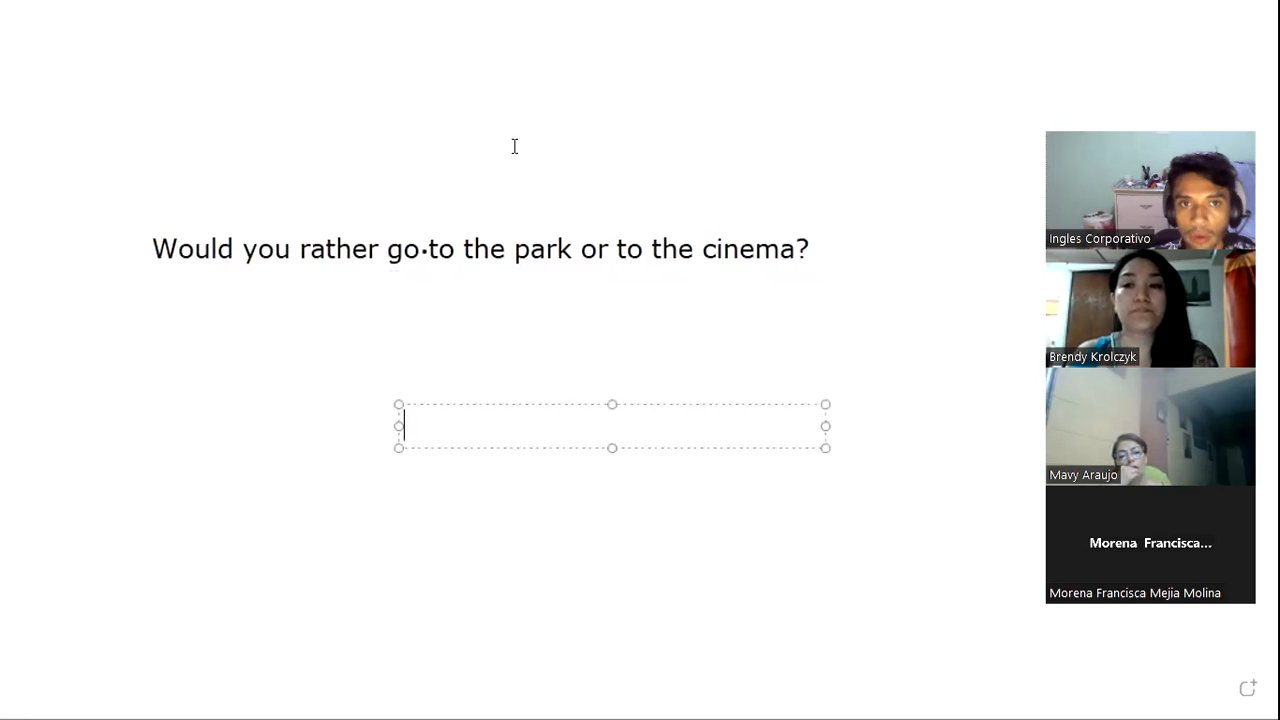 Would you rather go·to the park or to the cinema?
Ingles Corporativo
Brendy Krolczyk
Mavy Araujo
Morena Francisca...
Morena Francisca Mejia Molina